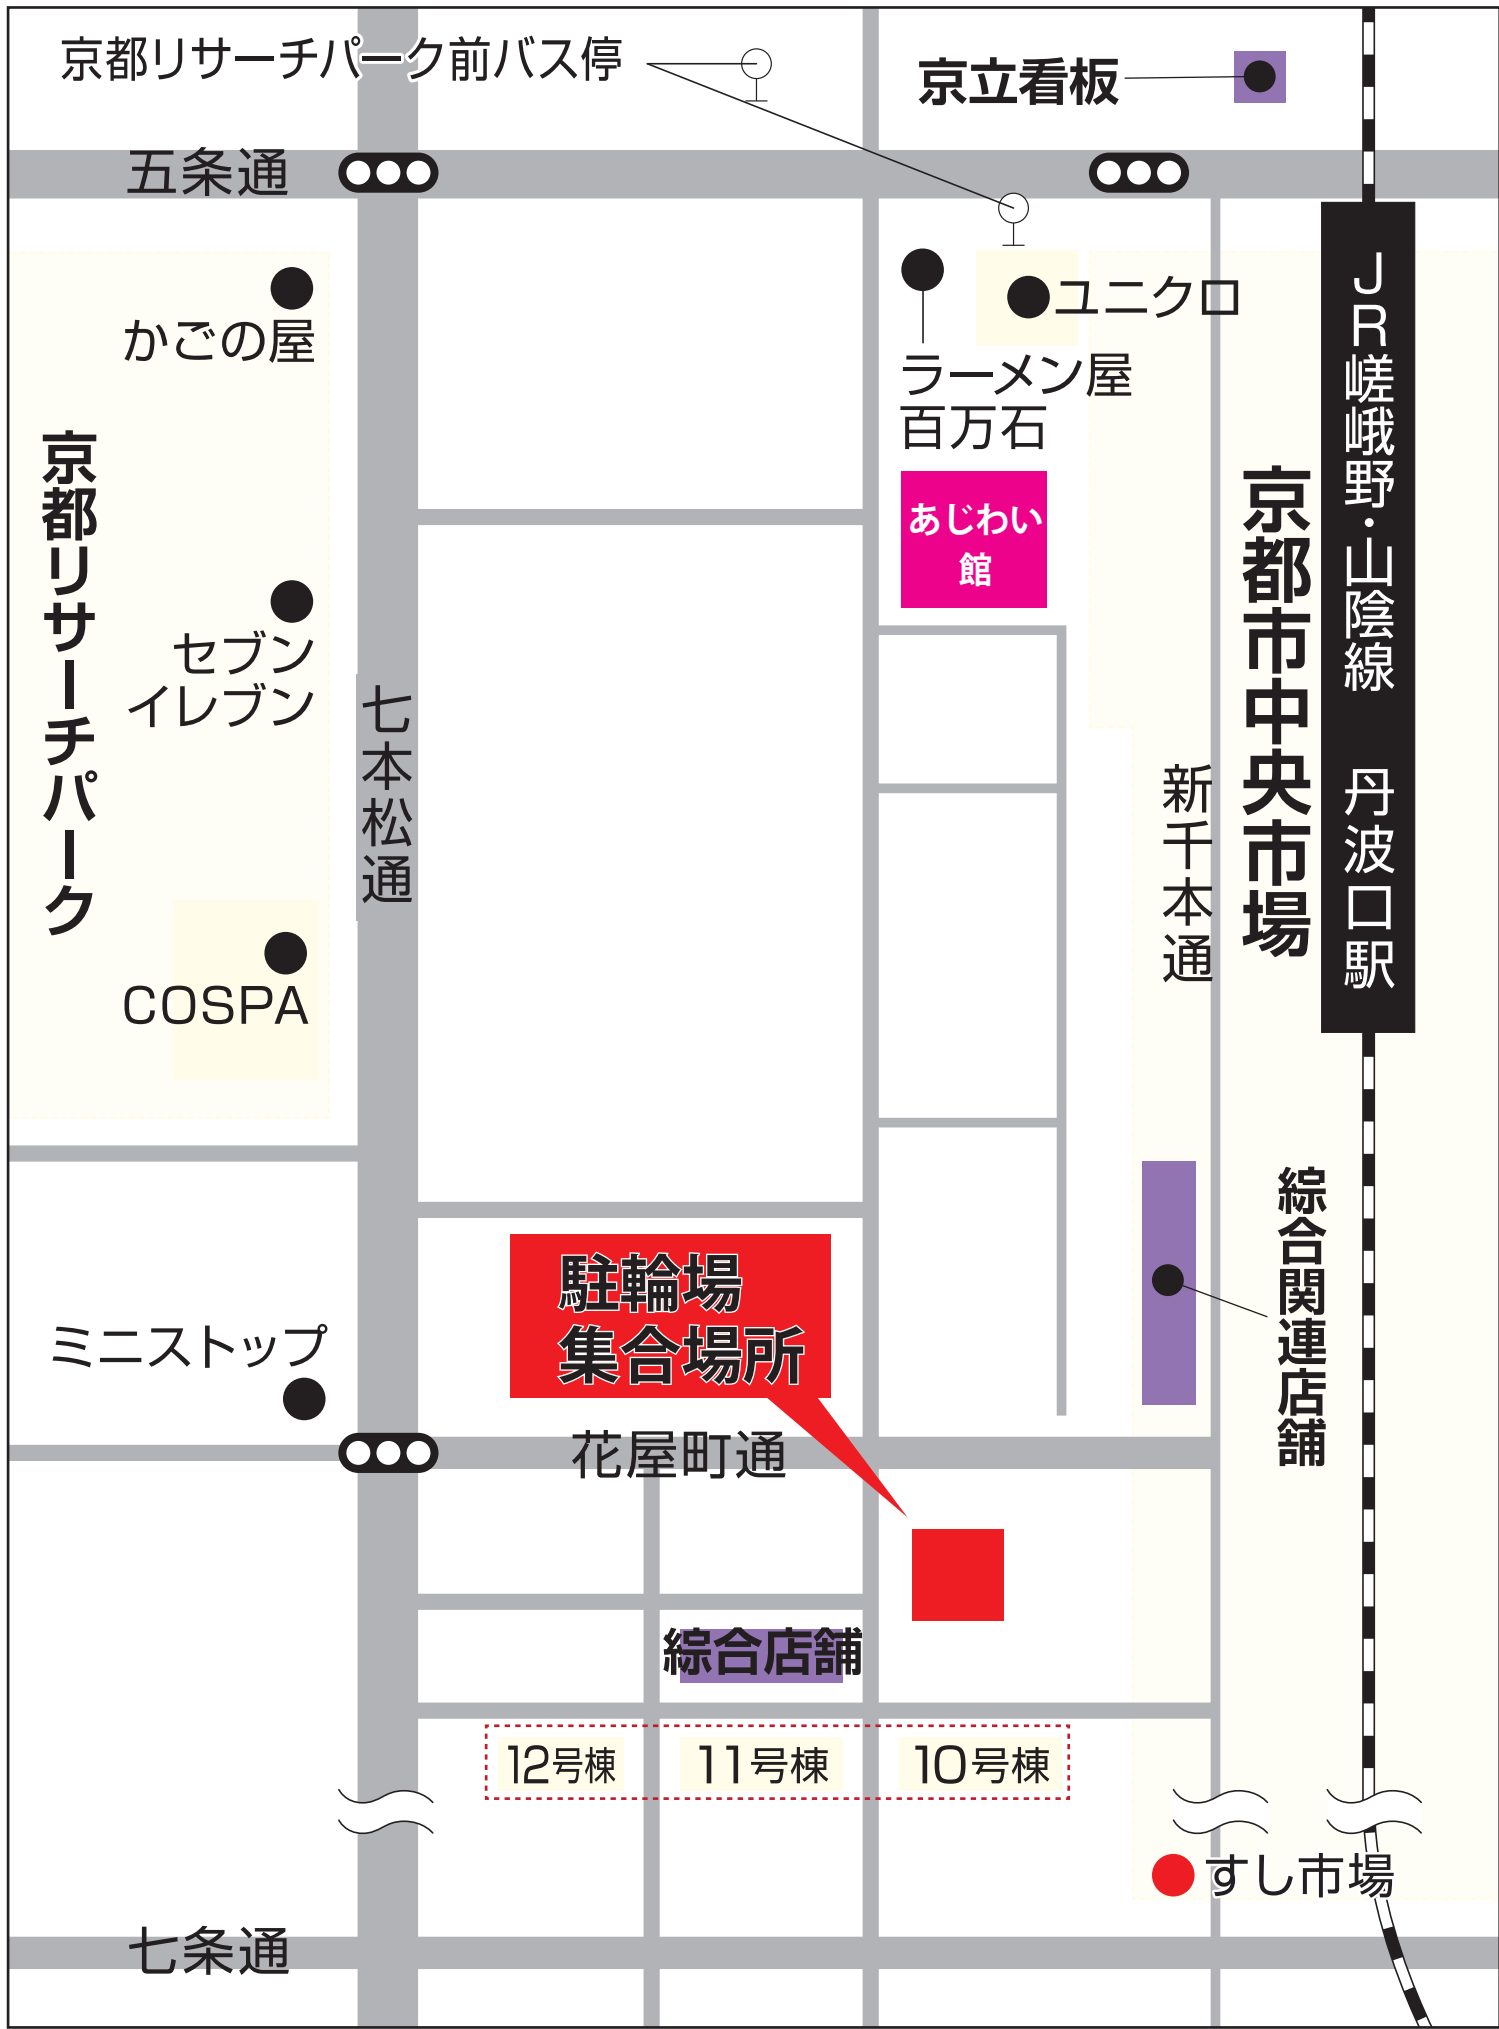 京都リサーチパーク前バス停
京立看板
五条通
かごの屋
ユニクロ
ラーメン屋
百万石
あじわい
館
京都リサーチパーク
セブン
イレブン
七本松通
COSPA
新千本通
京都市中央市場
JR嵯峨野・山陰線 丹波口駅
綜合関連店舗
駐輪場
集合場所
ミニストップ
花屋町通
綜合店舗
12号棟
11号棟
10号棟
すし市場
七条通